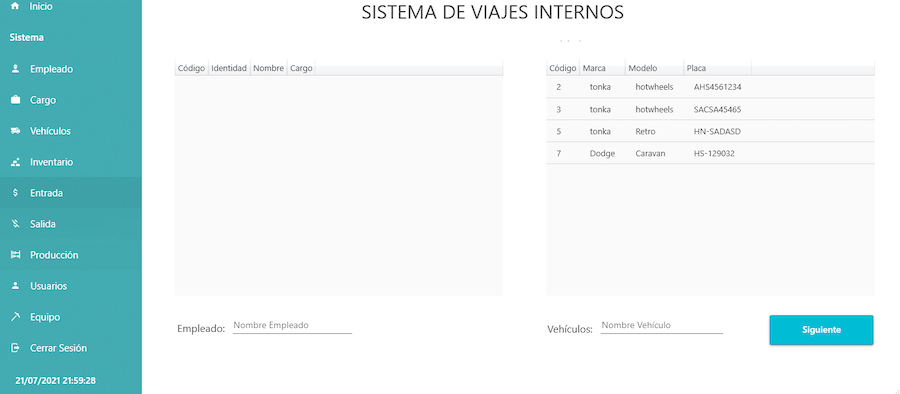 Inicio
Sistema
Empleado
Cargo
Vehículos
Inventario
Entrada
Salida
Producción
Usuarios
Equipo
Cerrar Sesión
21/07/2021 21:59:28
SISTEMA DE VIAJES INTERNOS
Código Identidad Nombre Cargo
Empleado: Nombre Empleado
Código Marca Modelo Placa
2 tonka hotwheels AHS4561234
3 tonka hotwheels SACSA45465
5 tonka Retro HN-SADASD
7 Dodge Caravan HS-129032
Vehículos: Nombre Vehículo
Siguiente